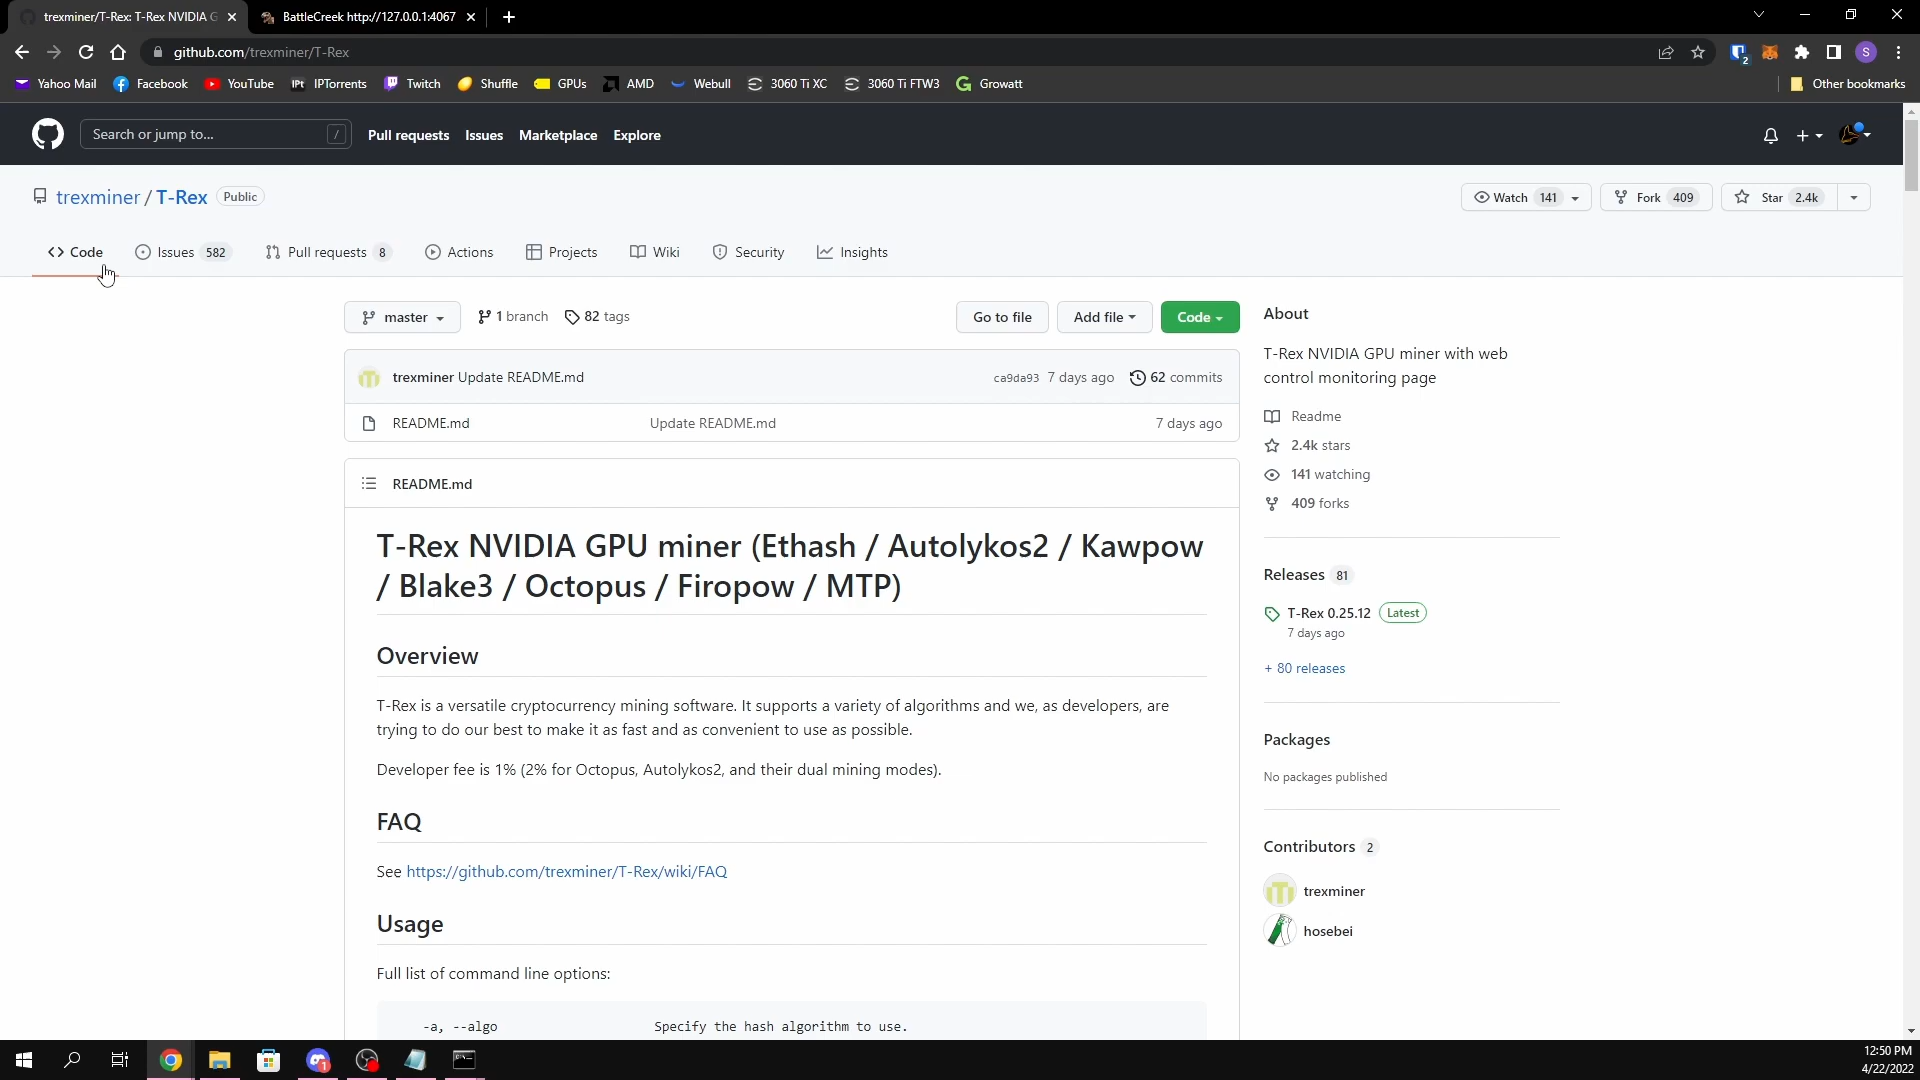 trexminer/T-Rex: T-Rex NVIDIA G
BattleCreek http://127.0.0.1:4067
github.com/trexminer/T-Rex
2
S
Yahoo Mail
Facebook
YouTube
IPT
IPTorrents
Twitch
Shuffle
GPUs
AMD
Webull
3060 Ti XC
3060 Ti FTW3
Growatt
Other bookmarks
Search or jump to...
/
Pull requests
Issues
Marketplace
Explore
trexminer / T-Rex
Public
Watch 141
Fork 409
Star 2.4k
Code
Issues 582
Pull requests 8
Actions
Projects
Wiki
Security
Insights
master
1 branch
82 tags
Go to file
Add file
Code
trexminer Update README.md
ca9da93 7 days ago
62 commits
README.md
Update README.md
7 days ago
README.md
T-Rex NVIDIA GPU miner (Ethash / Autolykos2 / Kawpow
/ Blake3 / Octopus / Firopow / MTP)
Overview
T-Rex is a versatile cryptocurrency mining software. It supports a variety of algorithms and we, as developers, are
trying to do our best to make it as fast and as convenient to use as possible.
Developer fee is 1% (2% for Octopus, Autolykos2, and their dual mining modes).
FAQ
See https://github.com/trexminer/T-Rex/wiki/FAQ
Usage
Full list of command line options:
-a, --algo Specify the hash algorithm to use.
About
T-Rex NVIDIA GPU miner with web
control monitoring page
Readme
2.4k stars
141 watching
409 forks
Releases 81
T-Rex 0.25.12 Latest
7 days ago
+ 80 releases
Packages
No packages published
Contributors 2
trexminer
hosebei
1
12:50 PM
4/22/2022